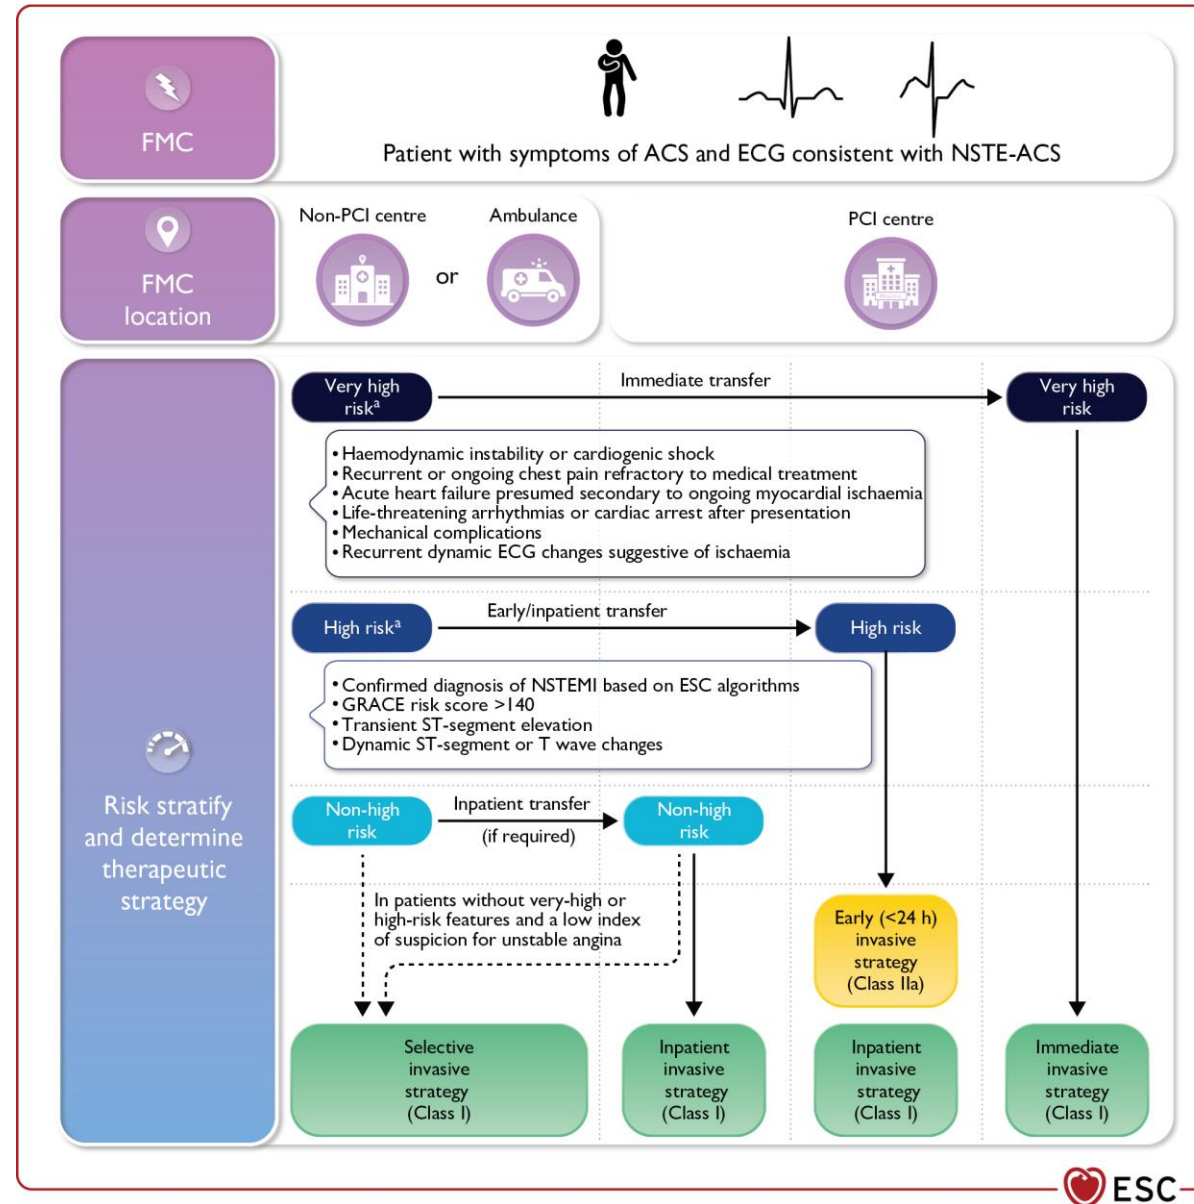 FMC
Patient with symptoms of ACS and ECG consistent with NSTE-ACS
FMC
location
Non-PCI centre
or
Ambulance
PCI centre
Risk stratify
and determine
therapeutic
strategy
Very high
riskᵃ
Immediate transfer
Very high
risk
• Haemodynamic instability or cardiogenic shock
• Recurrent or ongoing chest pain refractory to medical treatment
• Acute heart failure presumed secondary to ongoing myocardial ischaemia
• Life-threatening arrhythmias or cardiac arrest after presentation
• Mechanical complications
• Recurrent dynamic ECG changes suggestive of ischaemia
High riskᵃ
Early/inpatient transfer
High risk
• Confirmed diagnosis of NSTEMI based on ESC algorithms
• GRACE risk score >140
• Transient ST-segment elevation
• Dynamic ST-segment or T wave changes
Non-high
risk
Inpatient transfer
(if required)
Non-high
risk
In patients without very-high or
high-risk features and a low index
of suspicion for unstable angina
Early (<24 h)
invasive
strategy
(Class IIa)
Selective
invasive
strategy
(Class I)
Inpatient
invasive
strategy
(Class I)
Inpatient
invasive
strategy
(Class I)
Immediate
invasive
strategy
(Class I)
ESC